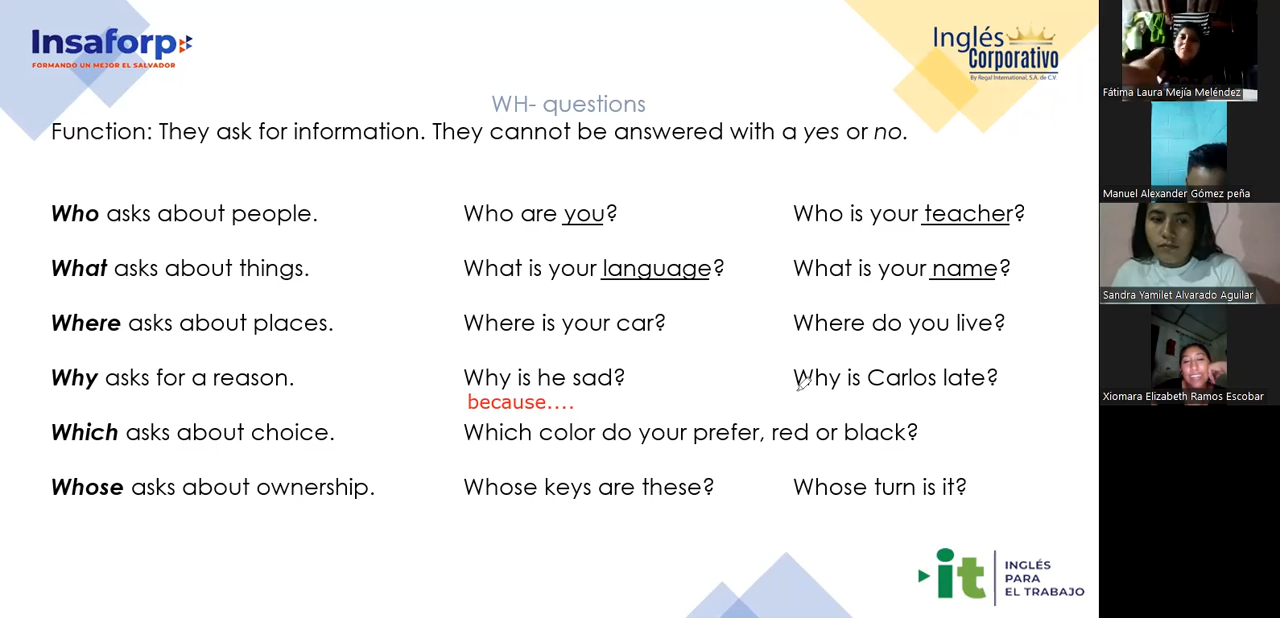 Insaforp
FORMANDO UN MEJOR EL SALVADOR
Inglés
Corporativo
By Regal International, S.A. de C.V.
WH- questions
Function: They ask for information. They cannot be answered with a yes or no.
Who asks about people. Who are you? Who is your teacher?
What asks about things. What is your language? What is your name?
Where asks about places. Where is your car? Where do you live?
Why asks for a reason. Why is he sad? Why is Carlos late?
because....
Which asks about choice. Which color do your prefer, red or black?
Whose asks about ownership. Whose keys are these? Whose turn is it?
it
INGLÉS
PARA
EL TRABAJO
Fátima Laura Mejía Meléndez
Manuel Alexander Gómez peña
Sandra Yamilet Alvarado Aguilar
Xiomara Elizabeth Ramos Escobar